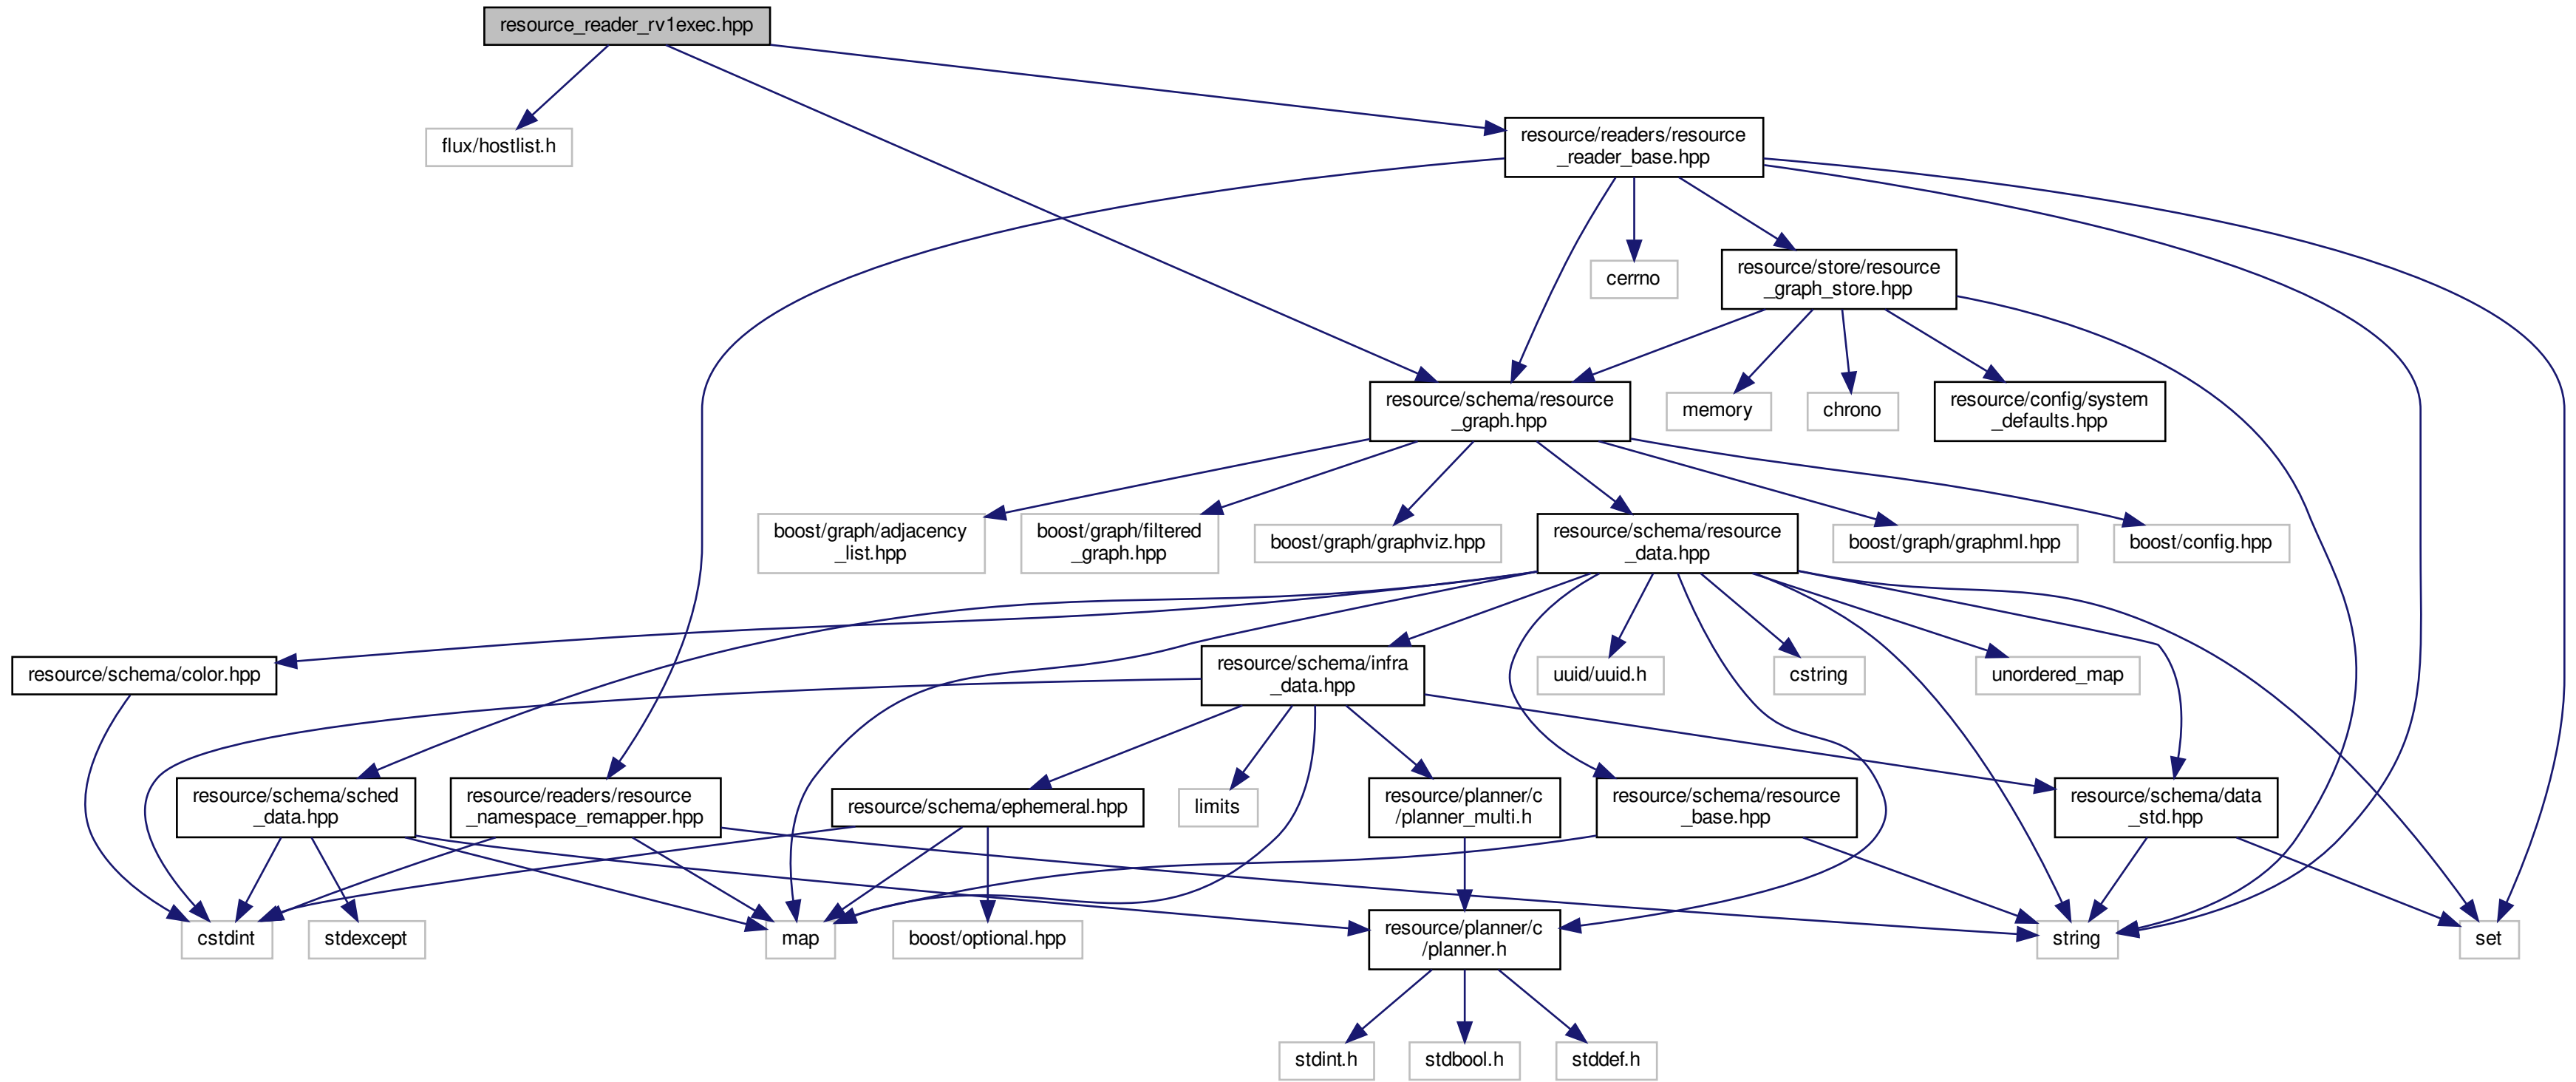 resource_reader_rv1exec.hpp
flux/hostlist.h
resource/readers/resource
_reader_base.hpp
cerrno
resource/store/resource
_graph_store.hpp
resource/schema/resource
_graph.hpp
memory
chrono
resource/config/system
_defaults.hpp
boost/graph/adjacency
_list.hpp
boost/graph/filtered
_graph.hpp
boost/graph/graphviz.hpp
resource/schema/resource
_data.hpp
boost/graph/graphml.hpp
boost/config.hpp
resource/schema/color.hpp
resource/schema/infra
_data.hpp
uuid/uuid.h
cstring
unordered_map
resource/schema/sched
_data.hpp
resource/readers/resource
_namespace_remapper.hpp
resource/schema/ephemeral.hpp
limits
resource/planner/c
/planner_multi.h
resource/schema/resource
_base.hpp
resource/schema/data
_std.hpp
cstdint
stdexcept
map
boost/optional.hpp
resource/planner/c
/planner.h
string
set
stdint.h
stdbool.h
stddef.h